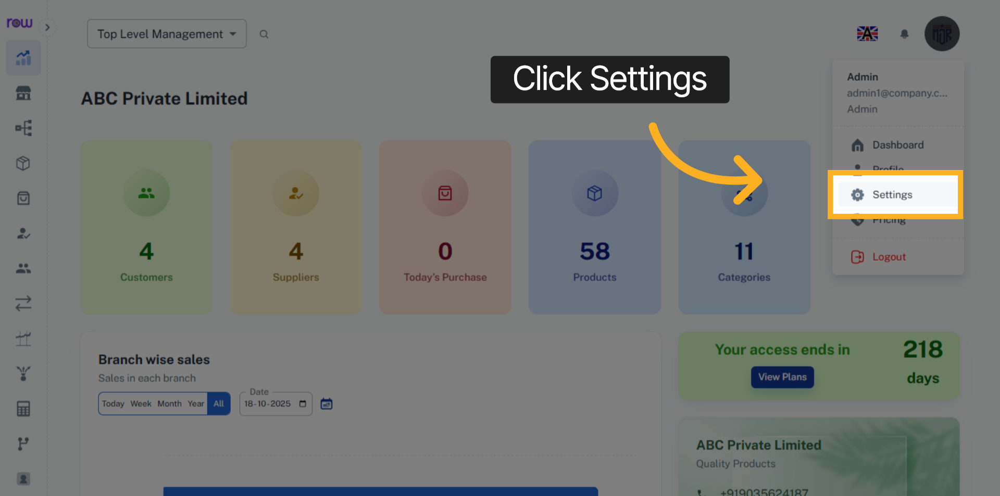 row
Top Level Management
A
MJR
Click Settings
ABC Private Limited
Admin
admin1@company.c...
Admin
Dashboard
Profile
Settings
Pricing
Logout
4
Customers
4
Suppliers
0
Today's Purchase
58
Products
11
Categories
Branch wise sales
Sales in each branch
Today Week Month Year All
Date
18-10-2025
Your access ends in
218
days
View Plans
ABC Private Limited
Quality Products
+919035624187